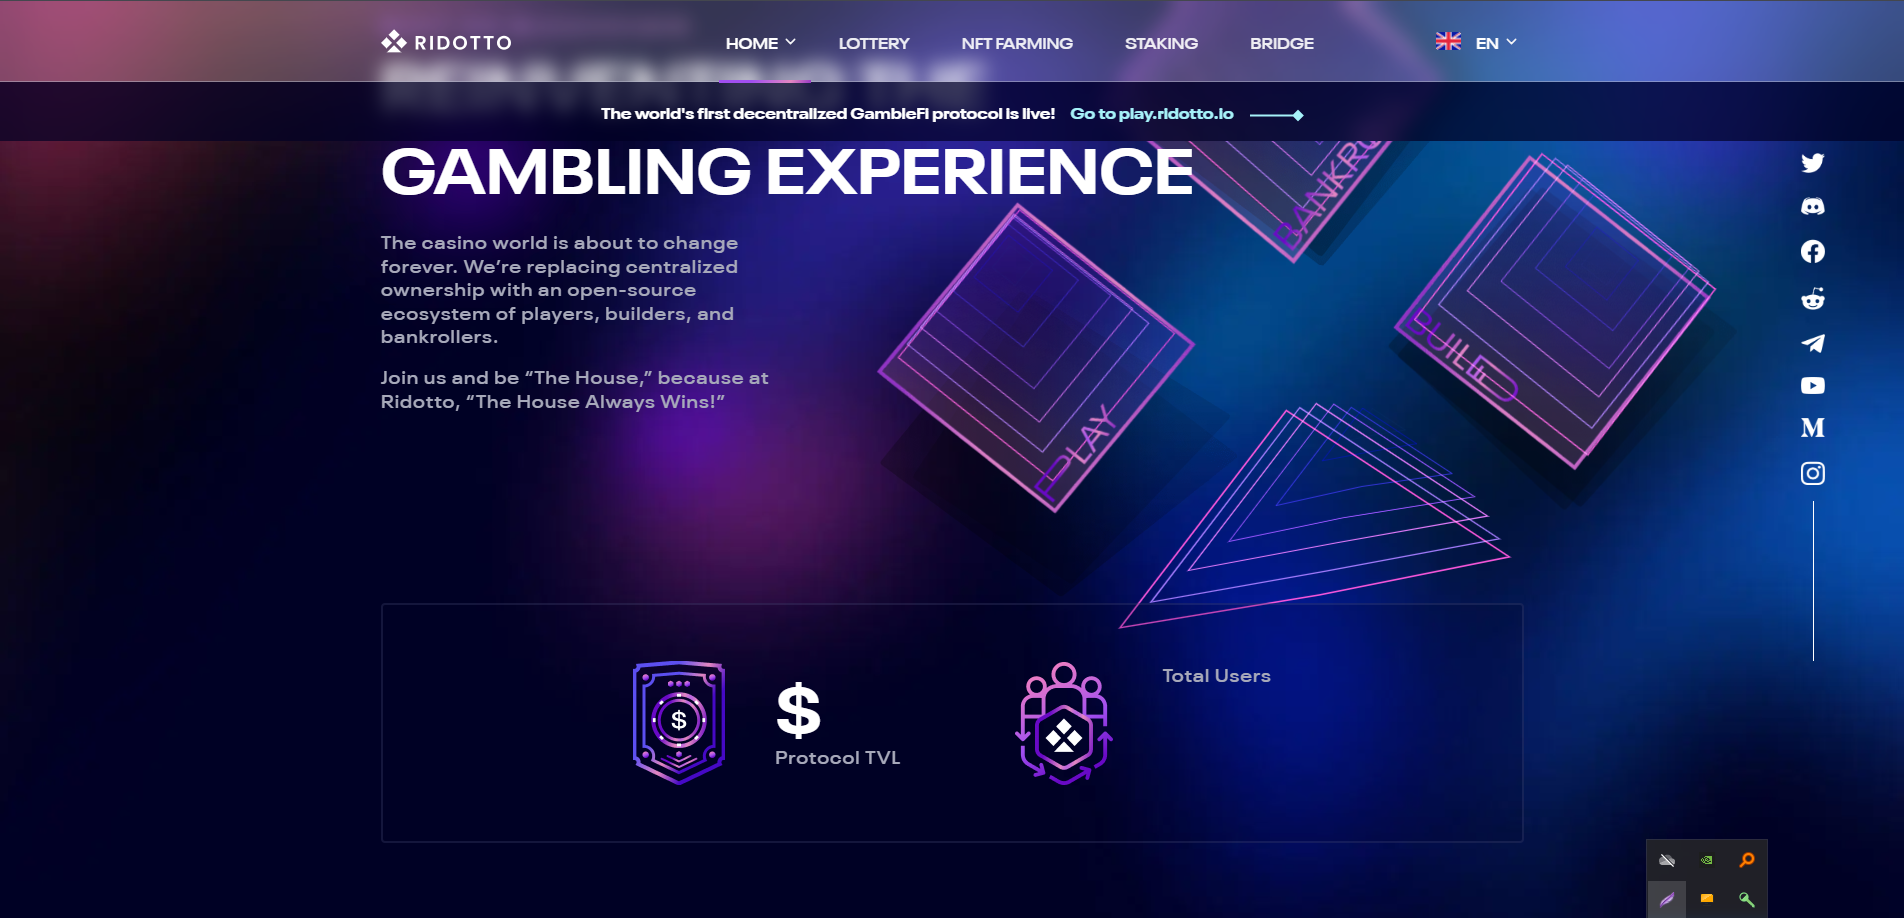 RIDOTTO
HOME
LOTTERY
NFT FARMING
STAKING
BRIDGE
EN
REINVENTING THE
The world's first decentralized GambleFi protocol is live! Go to play.ridotto.io
GAMBLING EXPERIENCE
The casino world is about to change
forever. We’re replacing centralized
ownership with an open-source
ecosystem of players, builders, and
bankrollers.
Join us and be “The House,” because at
Ridotto, “The House Always Wins!”
BANKRO
BUILD
PLAY
$
$
Protocol TVL
Total Users